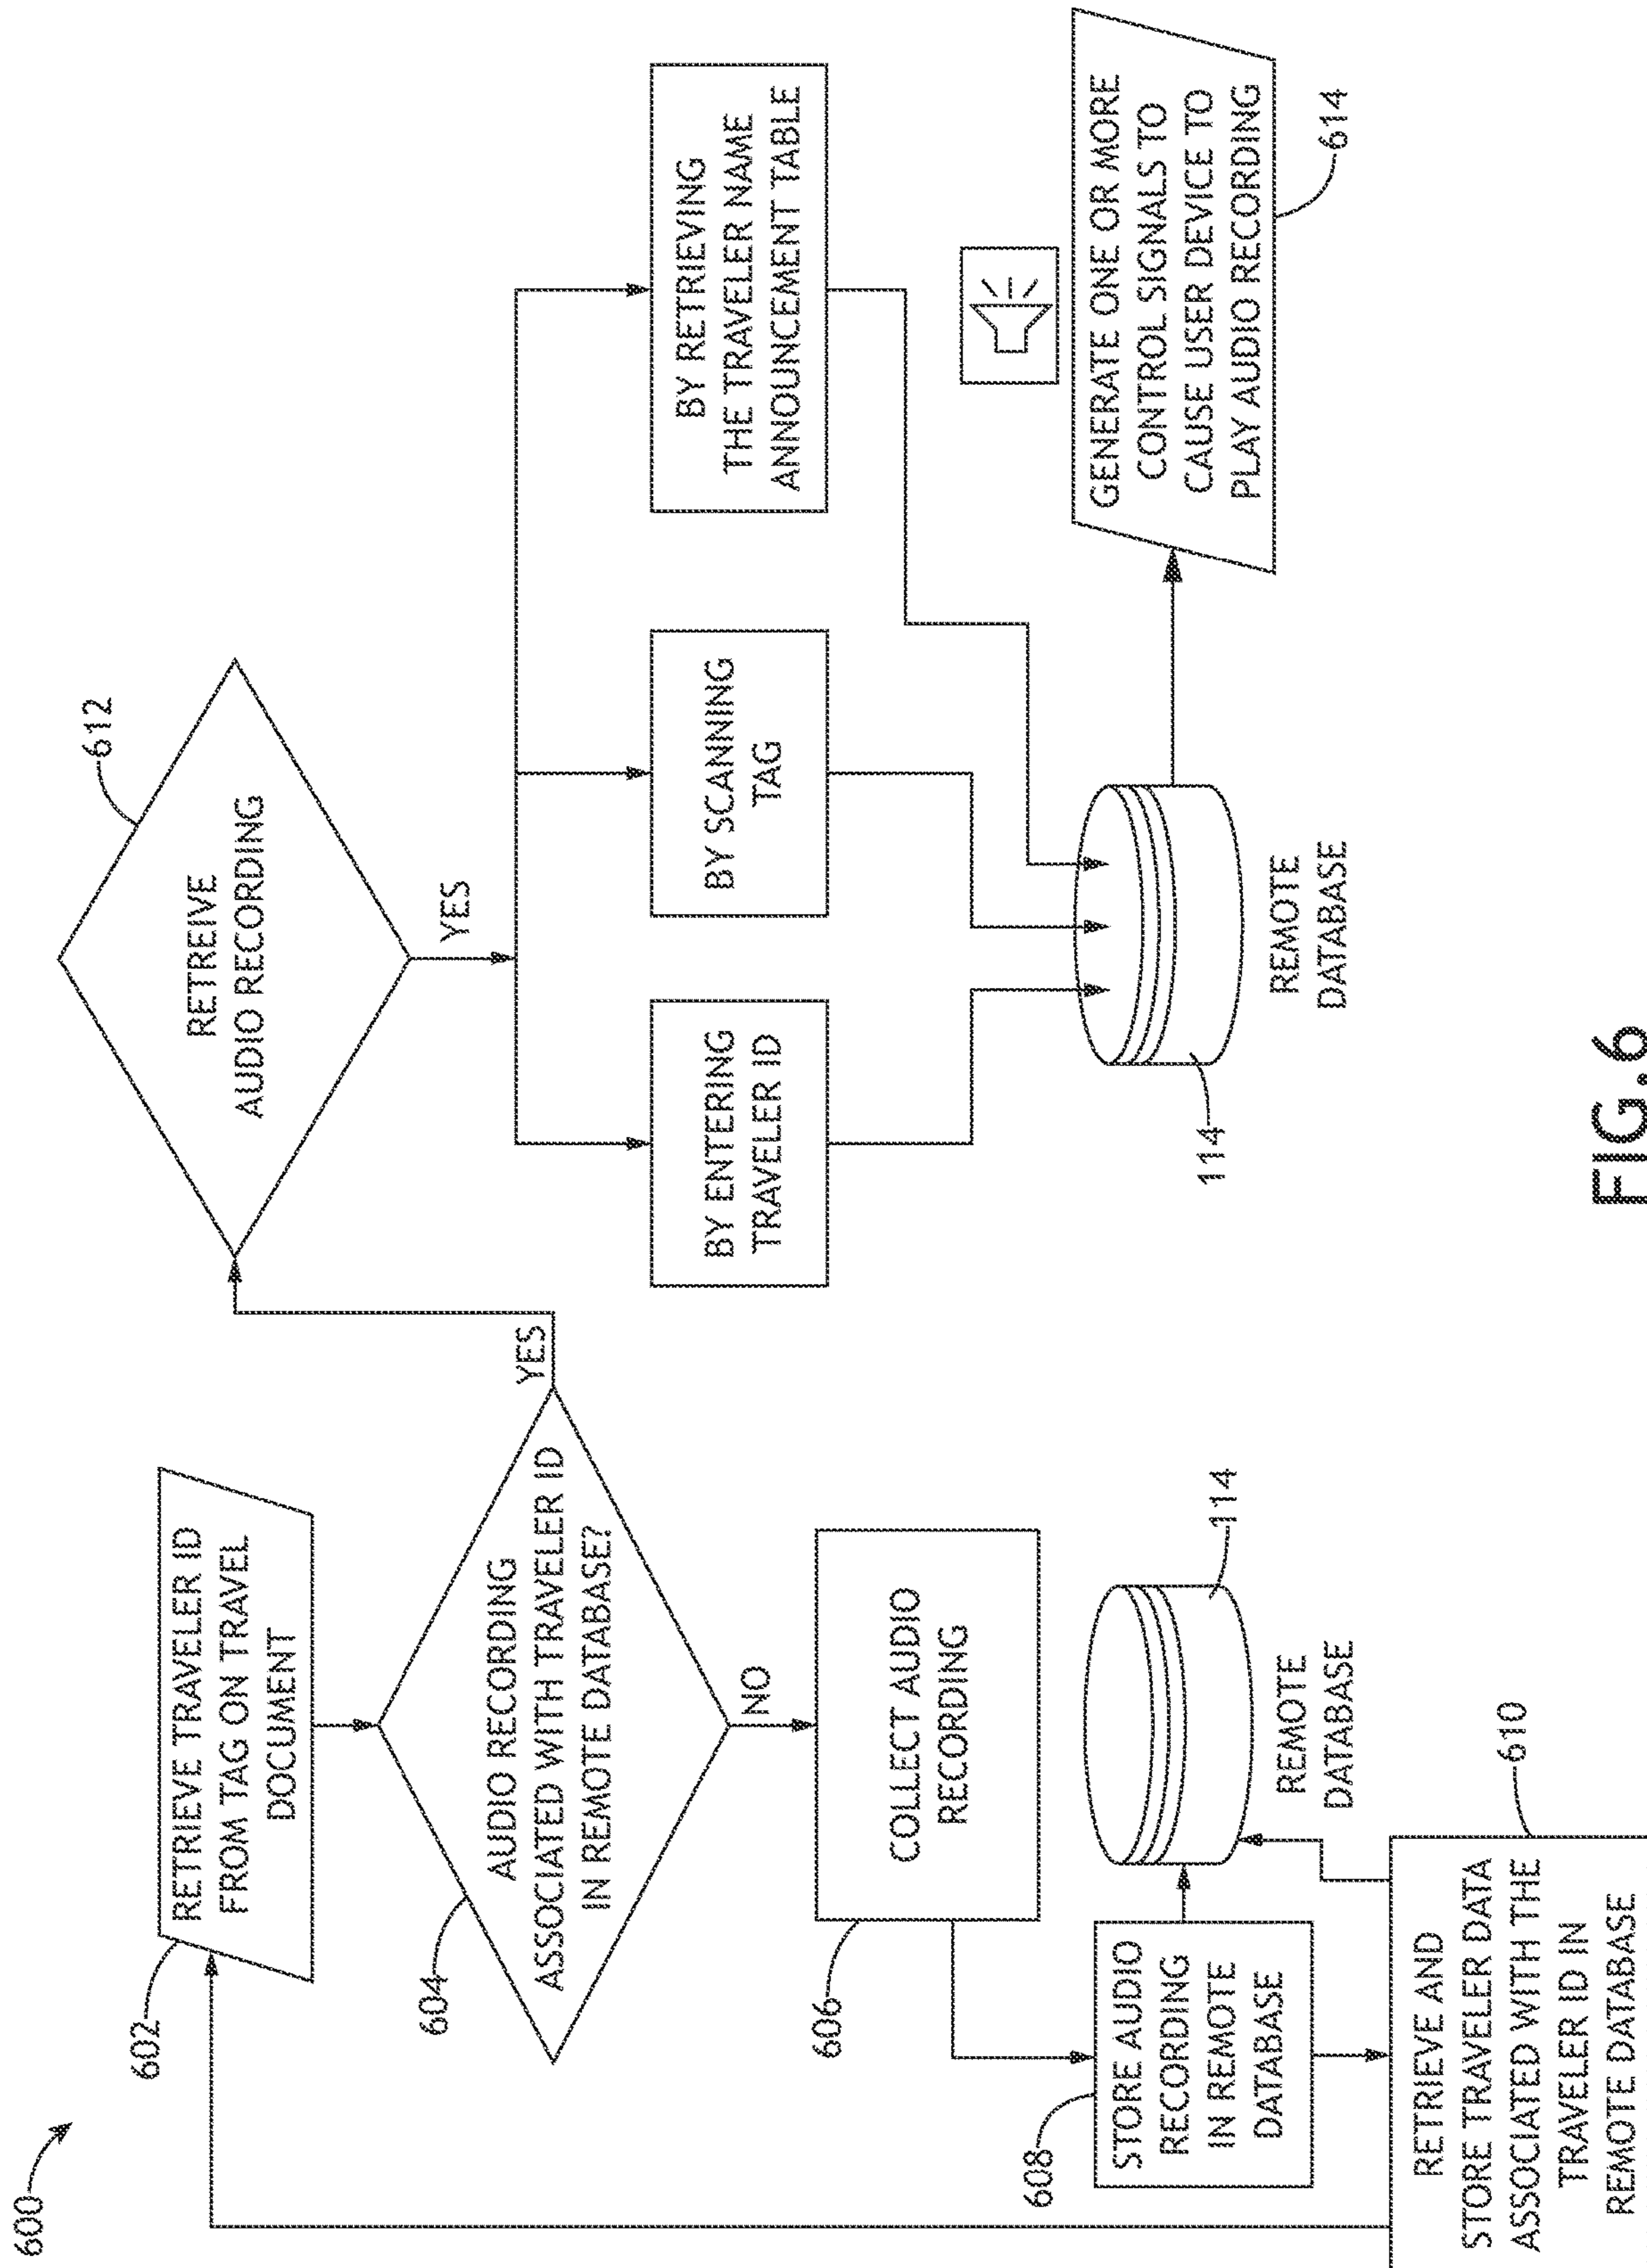 600
602
RETRIEVE TRAVELER ID
FROM TAG ON TRAVEL
DOCUMENT
604
AUDIO RECORDING
ASSOCIATED WITH TRAVELER ID
IN REMOTE DATABASE?
YES
NO
606
COLLECT AUDIO
RECORDING
608
STORE AUDIO
RECORDING
IN REMOTE
DATABASE
114
REMOTE
DATABASE
610
RETRIEVE AND
STORE TRAVELER DATA
ASSOCIATED WITH THE
TRAVELER ID IN
REMOTE DATABASE
612
RETREIVE
AUDIO RECORDING
YES
BY ENTERING
TRAVELER ID
BY SCANNING
TAG
BY RETRIEVING
THE TRAVELER NAME
ANNOUNCEMENT TABLE
114
REMOTE
DATABASE
GENERATE ONE OR MORE
CONTROL SIGNALS TO
CAUSE USER DEVICE TO
PLAY AUDIO RECORDING
614
FIG.6